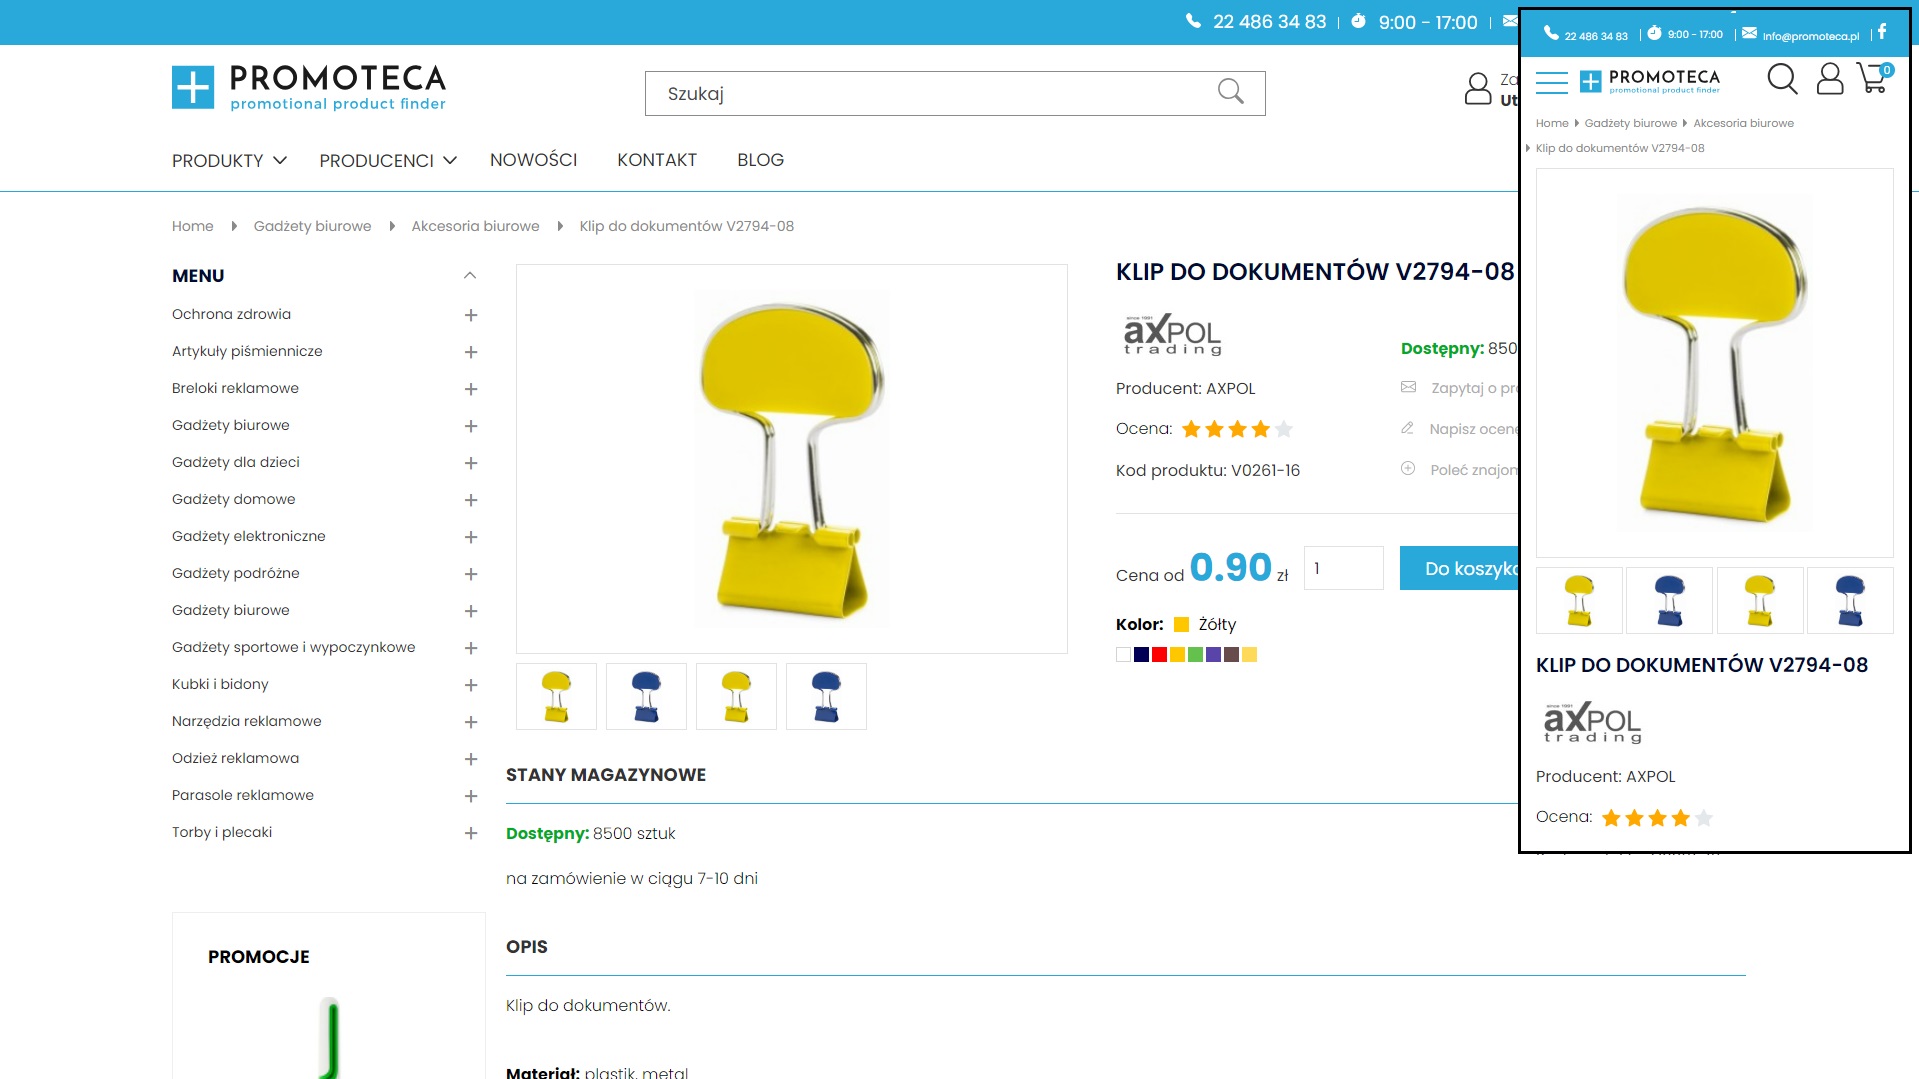 22 486 34 83
9:00 - 17:00
PROMOTECA
promotional product finder
Szukaj
PRODUKTY
PRODUCENCI
NOWOŚCI
KONTAKT
BLOG
Home
Gadżety biurowe
Akcesoria biurowe
Klip do dokumentów V2794-08
MENU
Ochrona zdrowia
Artykuły piśmiennicze
Breloki reklamowe
Gadżety biurowe
Gadżety dla dzieci
Gadżety domowe
Gadżety elektroniczne
Gadżety podróżne
Gadżety biurowe
Gadżety sportowe i wypoczynkowe
Kubki i bidony
Narzędzia reklamowe
Odzież reklamowa
Parasole reklamowe
Torby i plecaki
PROMOCJE
KLIP DO DOKUMENTÓW V2794-08
since 1991
axPOL
trading
Dostępny: 850
Producent: AXPOL
Zapytaj o pr
Ocena:
Napisz ocen
Kod produktu: V0261-16
Poleć znajom
Cena od 0.90 zł
1
Do koszyk
Kolor: Żółty
STANY MAGAZYNOWE
Dostępny: 8500 sztuk
na zamówienie w ciągu 7-10 dni
OPIS
Klip do dokumentów.
Materiał: plastik, metal
22 486 34 83
9:00 - 17:00
info@promoteca.pl
PROMOTECA
promotional product finder
0
Home
Gadżety biurowe
Akcesoria biurowe
Klip do dokumentów V2794-08
KLIP DO DOKUMENTÓW V2794-08
since 1991
axPOL
trading
Producent: AXPOL
Ocena: